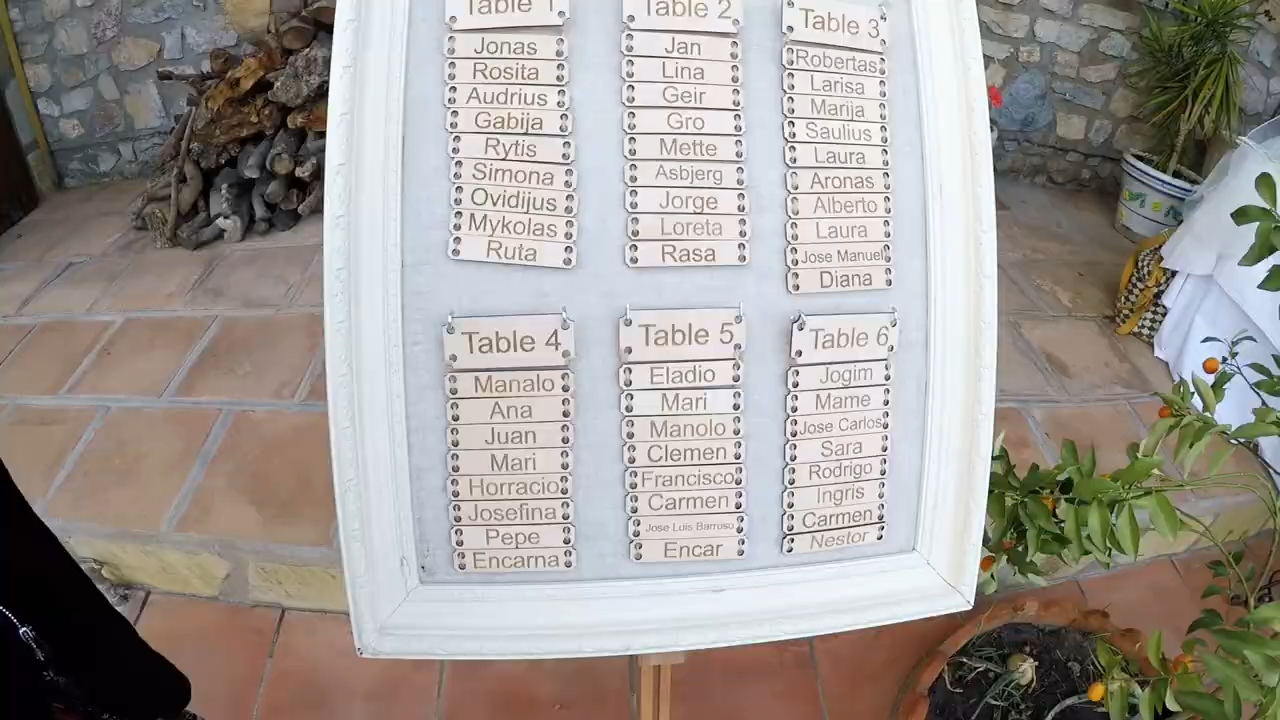 Table 1
Jonas
Rosita
Audrius
Gabija
Rytis
Simona
Ovidijus
Mykolas
Ruta
Table 2
Jan
Lina
Geir
Gro
Mette
Asbjerg
Jorge
Loreta
Rasa
Table 3
Robertas
Larisa
Marija
Saulius
Laura
Aronas
Alberto
Laura
Jose Manuel
Diana
Table 4
Manalo
Ana
Juan
Mari
Horracio
Josefina
Pepe
Encarna
Table 5
Eladio
Mari
Manolo
Clemen
Francisco
Carmen
Jose Luis Barruso
Encar
Table 6
Jogim
Mame
Jose Carlos
Sara
Rodrigo
Ingris
Carmen
Nestor